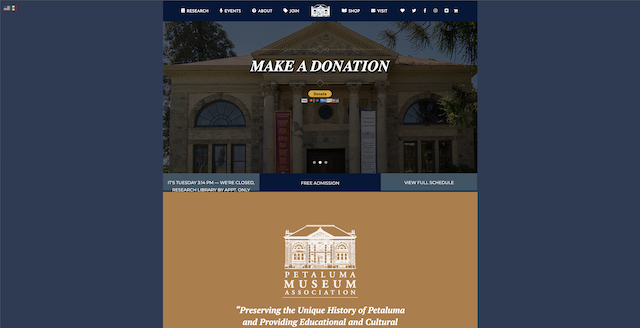 RESEARCH EVENTS ABOUT JOIN SHOP VISIT
MAKE A DONATION
Donate
IT'S TUESDAY 3:14 PM — WE'RE CLOSED, RESEARCH LIBRARY BY APPT. ONLY
FREE ADMISSION
VIEW FULL SCHEDULE
PETALUMA
MUSEUM
ASSOCIATION
“Preserving the Unique History of Petaluma
and Providing Educational and Cultural